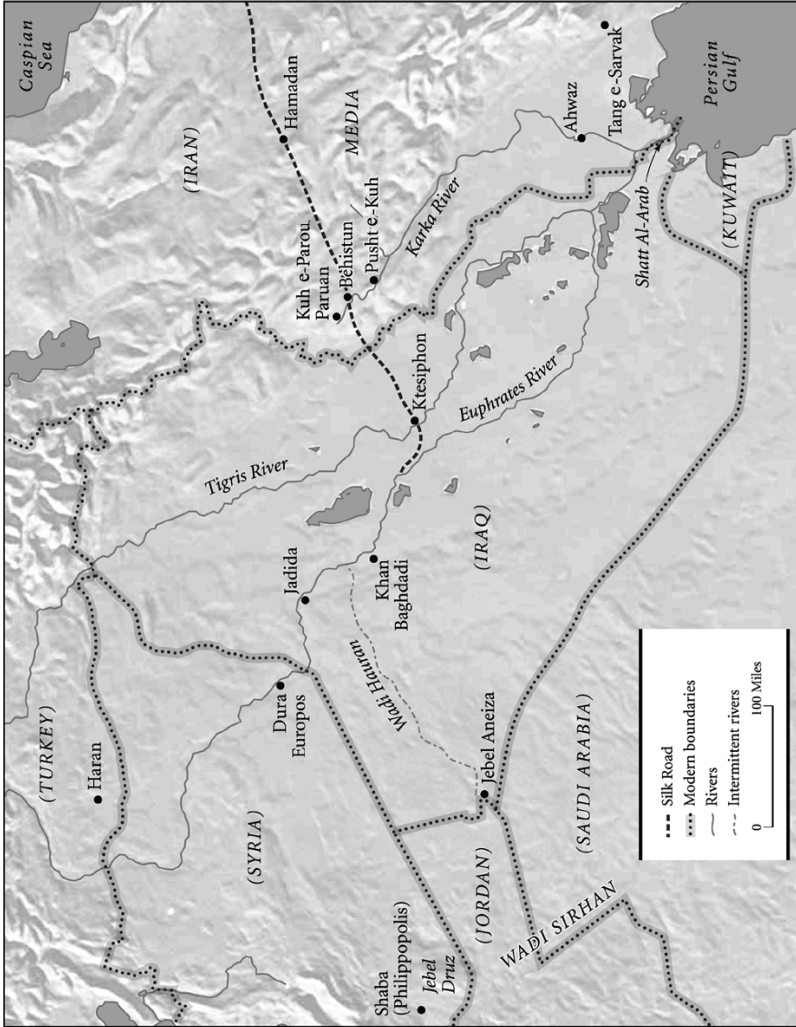 Caspian
Sea
(IRAN)
Hamadan
MEDIA
Ahwaz
Tang e-Sarvak
Persian
Gulf
Kuh e-Parou
Paruan
Behistun
Pusht e-Kuh
Karka River
Shatt Al-Arab
(KUWAIT)
Ktesiphon
Euphrates River
Tigris River
(IRAQ)
Jadida
Khan
Baghdadi
Wadi Hauran
(TURKEY)
Haran
Dura
Europos
Jebel Aneiza
(SYRIA)
(SAUDI ARABIA)
(JORDAN)
WADI SIRHAN
Shaba
(Philippopolis)
Jebel
Druz
Silk Road
Modern boundaries
Rivers
Intermittent rivers
0 100 Miles